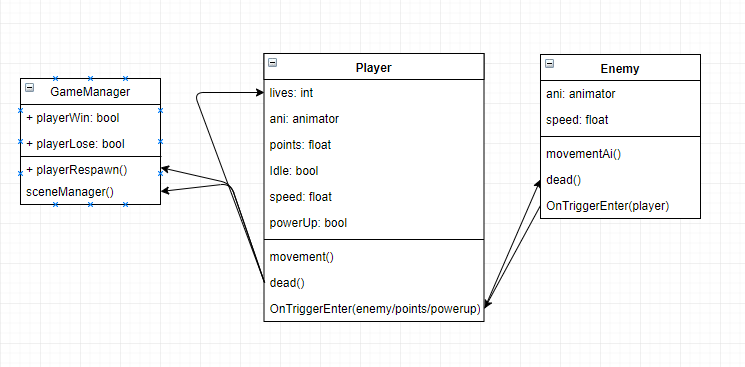 GameManager
+ playerWin: bool
+ playerLose: bool
+ playerRespawn()
sceneManager()
Player
lives: int
ani: animator
points: float
Idle: bool
speed: float
powerUp: bool
movement()
dead()
OnTriggerEnter(enemy/points/powerup)
Enemy
ani: animator
speed: float
movementAi()
dead()
OnTriggerEnter(player)